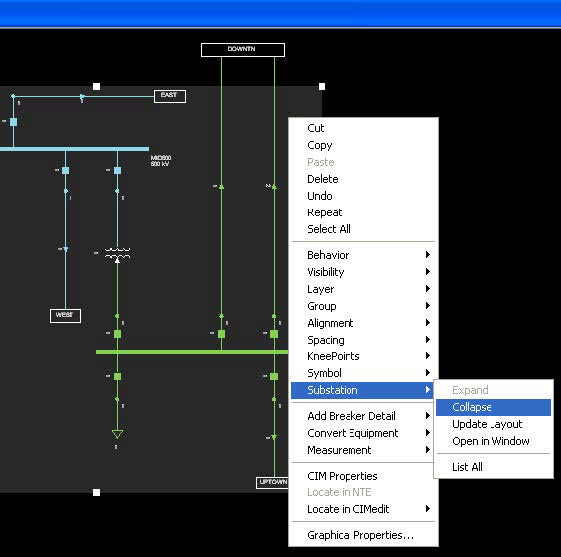 DOWNTN
EAST
MID500
500 kV
WEST
UPTOWN
Cut
Copy
Paste
Delete
Undo
Repeat
Select All
Behavior
Visibility
Layer
Group
Alignment
Spacing
KneePoints
Symbol
Substation
Add Breaker Detail
Convert Equipment
Measurement
CIM Properties
Locate in NTE
Locate in CIMedit
Graphica Properties...
Expand
Collapse
Update Layout
Open in Window
List All